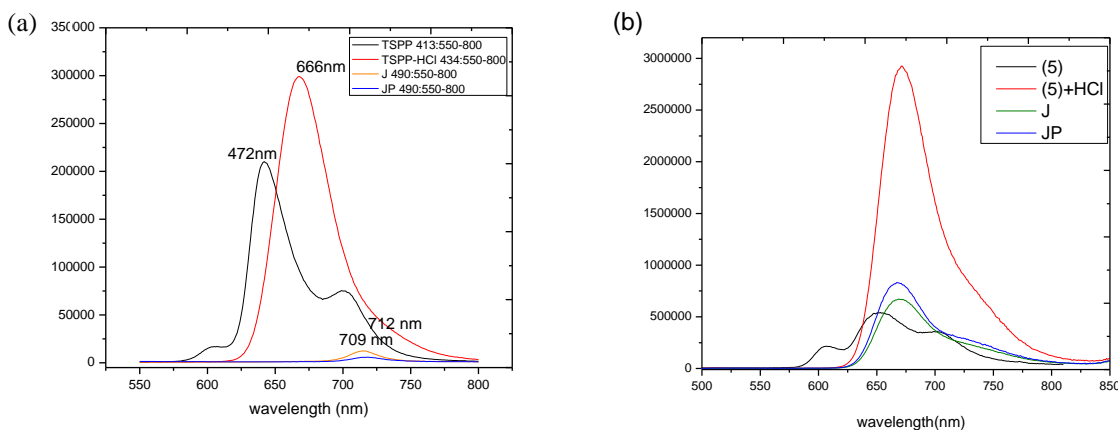 (a)
350000
300000
250000
200000
150000
100000
50000
0
TSPP 413:550-800
TSPP-HCl 434:550-800
J 490:550-800
JP 490:550-800
666nm
472nm
712 nm
709 nm
550 600 650 700 750 800
wavelength (nm)
(b)
3000000
2500000
2000000
1500000
1000000
500000
0
(5)
(5)+HCl
J
JP
500 550 600 650 700 750 800 850
wavelength(nm)